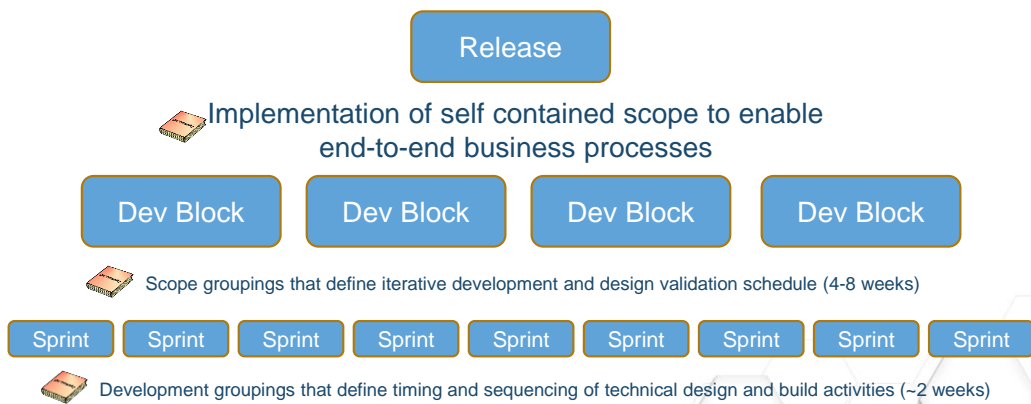 Release
Implementation of self contained scope to enable
end-to-end business processes
Dev Block Dev Block Dev Block Dev Block
Scope groupings that define iterative development and design validation schedule (4-8 weeks)
Sprint Sprint Sprint Sprint Sprint Sprint Sprint Sprint Sprint
Development groupings that define timing and sequencing of technical design and build activities (~2 weeks)